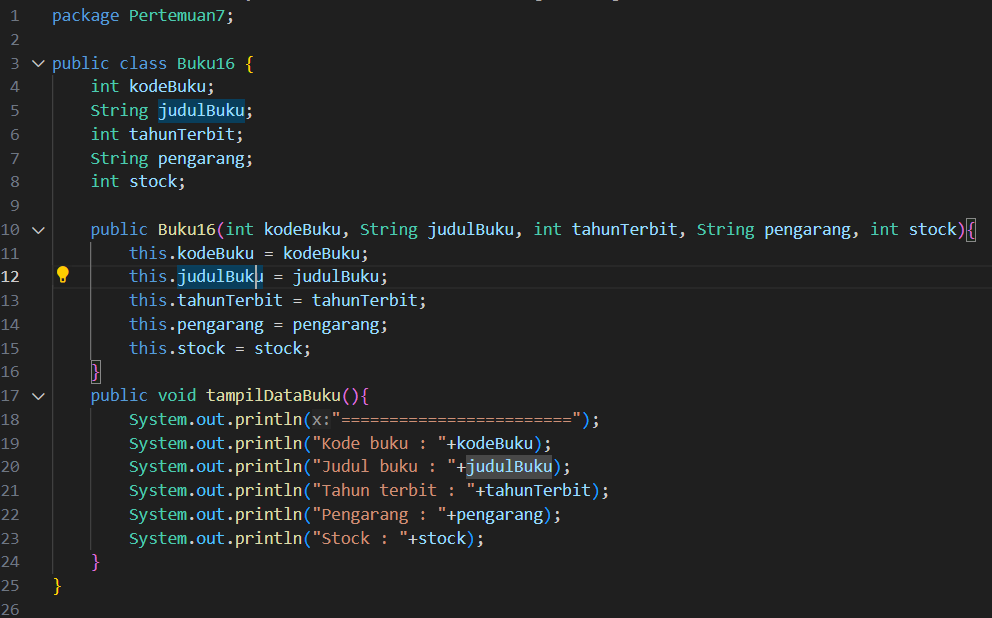 1 package Pertemuan7;
2
3 public class Buku16 {
4 int kodeBuku;
5 String judulBuku;
6 int tahunTerbit;
7 String pengarang;
8 int stock;
9
10 public Buku16(int kodeBuku, String judulBuku, int tahunTerbit, String pengarang, int stock){
11 this.kodeBuku = kodeBuku;
12 this.judulBuku = judulBuku;
13 this.tahunTerbit = tahunTerbit;
14 this.pengarang = pengarang;
15 this.stock = stock;
16 }
17 public void tampilDataBuku(){
18 System.out.println(x:"========================");
19 System.out.println("Kode buku : "+kodeBuku);
20 System.out.println("Judul buku : "+judulBuku);
21 System.out.println("Tahun terbit : "+tahunTerbit);
22 System.out.println("Pengarang : "+pengarang);
23 System.out.println("Stock : "+stock);
24 }
25 }
26